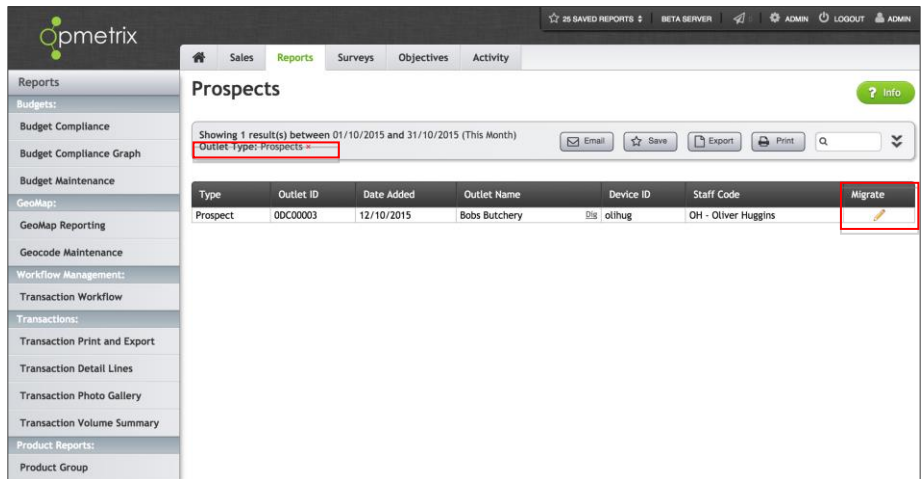 opmetrix
25 SAVED REPORTS BETA SERVER ADMIN LOGOUT ADMIN
Sales Reports Surveys Objectives Activity
Reports
Budgets:
Budget Compliance
Budget Compliance Graph
Budget Maintenance
GeoMap:
GeoMap Reporting
Geocode Maintenance
Workflow Management:
Transaction Workflow
Transactions:
Transaction Print and Export
Transaction Detail Lines
Transaction Photo Gallery
Transaction Volume Summary
Product Reports:
Product Group
Prospects
? Info
Showing 1 result(s) between 01/10/2015 and 31/10/2015 (This Month)
Outlet Type: Prospects ×
Email Save Export Print
Type Outlet ID Date Added Outlet Name Device ID Staff Code Migrate
Prospect 0DC00003 12/10/2015 Bobs Butchery olihug OH - Oliver Huggins